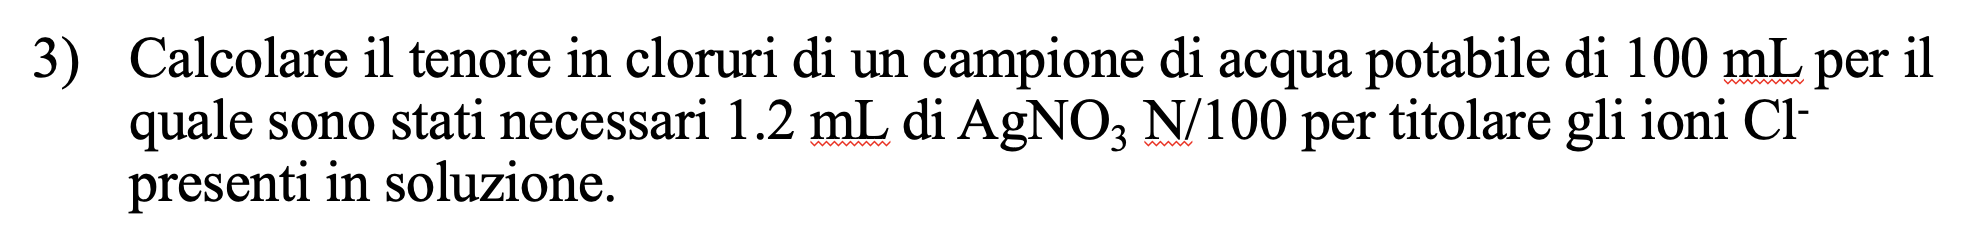 3) Calcolare il tenore in cloruri di un campione di acqua potabile di 100 mL per il
quale sono stati necessari 1.2 mL di AgNO₃ N/100 per titolare gli ioni Cl⁻
presenti in soluzione.